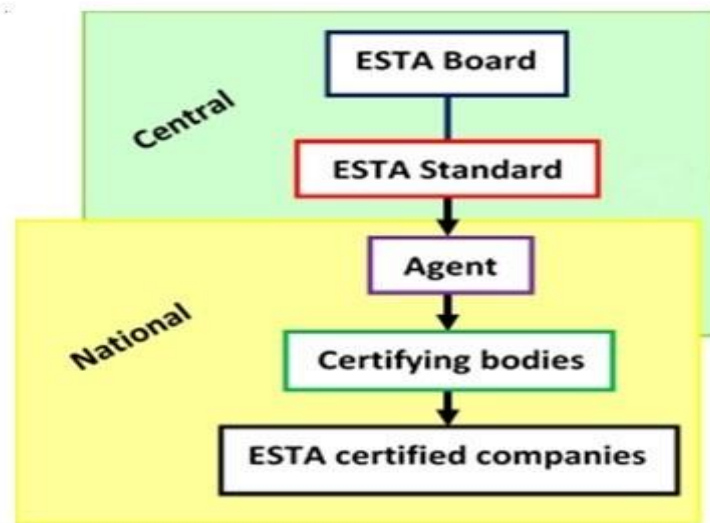 ESTA Board
Central
ESTA Standard
Agent
National
Certifying bodies
ESTA certified companies